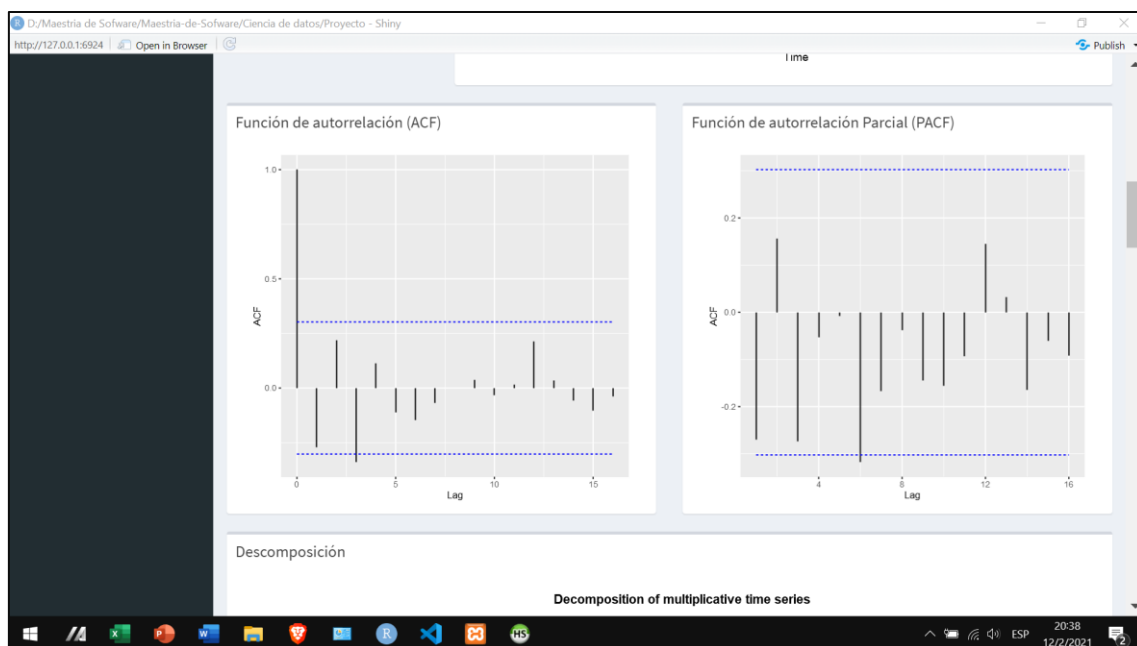 D:/Maestria de Sofware/Maestria-de-Sofware/Ciencia de datos/Proyecto - Shiny
http://127.0.0.1:6924 Open in Browser Publish
Time
Función de autorrelación (ACF)
1.0
0.5
0.0
ACF
0 5 10 15
Lag
Función de autorrelación Parcial (PACF)
0.2
0.0
-0.2
ACF
4 8 12 16
Lag
Descomposición
Decomposition of multiplicative time series
HS
ESP
20:38
12/2/2021
2